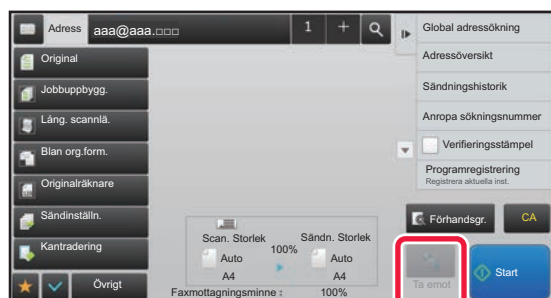 Adress aaa@aaa.□□□ 1 +
Original
Jobbuppbygg.
Lång. scannlä.
Blan org.form.
Originalräknare
Sändinställn.
Kantradering
Övrigt
Scan. Storlek
100%
Sändn. Storlek
Auto
A4
Auto
A4
Faxmottagningsminne : 100%
Global adressökning
Adressöversikt
Sändningshistorik
Anropa sökningsnummer
Verifieringsstämpel
Programregistrering
Registrera aktuella inst.
Förhandsgr.
CA
Ta emot
Start